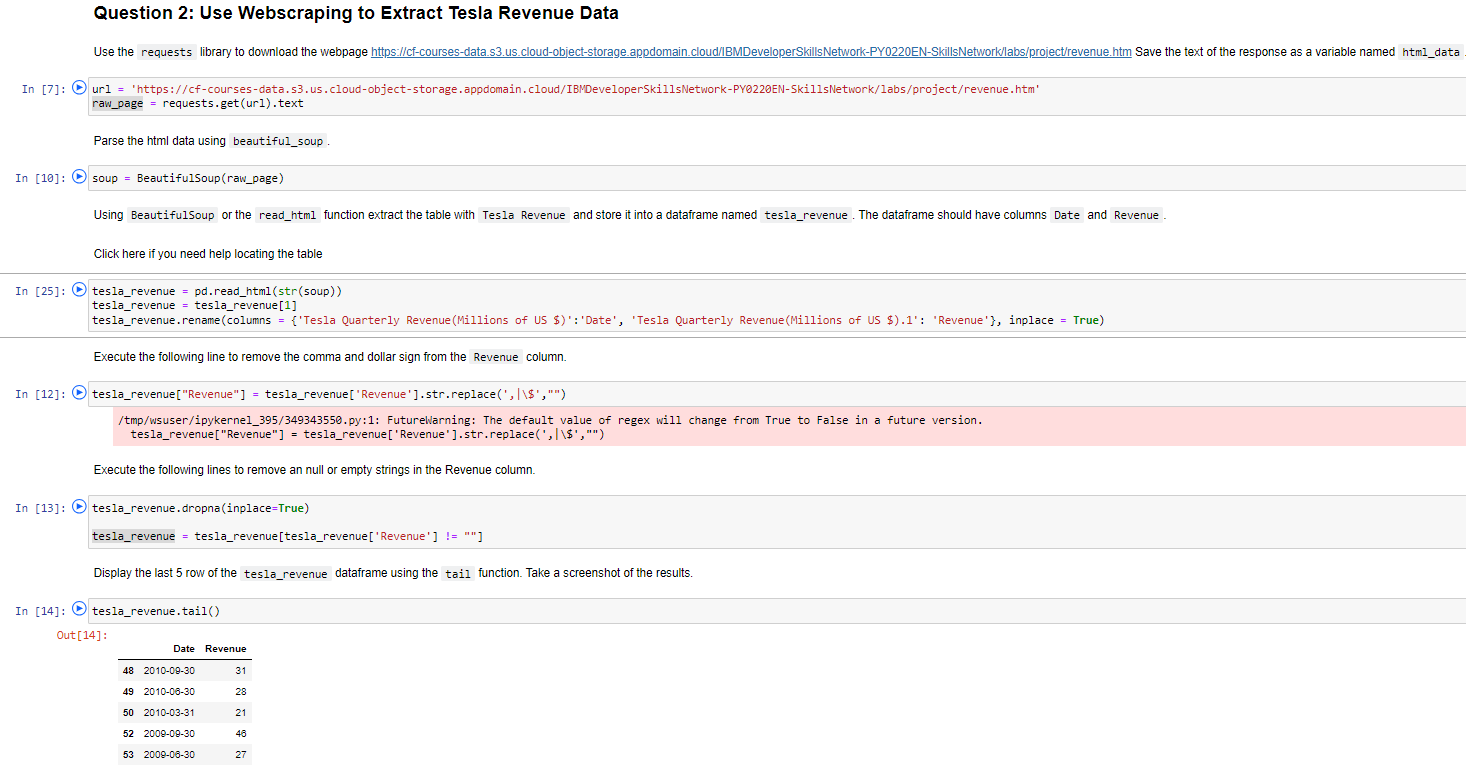 Question 2: Use Webscraping to Extract Tesla Revenue Data
Use the requests library to download the webpage https://cf-courses-data.s3.us.cloud-object-storage.appdomain.cloud/IBMDeveloperSkillsNetwork-PY0220EN-SkillsNetwork/labs/project/revenue.htm Save the text of the response as a variable named html_data .
In [7]: url = 'https://cf-courses-data.s3.us.cloud-object-storage.appdomain.cloud/IBMDeveloperSkillsNetwork-PY0220EN-SkillsNetwork/labs/project/revenue.htm'
raw_page = requests.get(url).text
Parse the html data using beautiful_soup .
In [10]: soup = BeautifulSoup(raw_page)
Using BeautifulSoup or the read_html function extract the table with Tesla Revenue and store it into a dataframe named tesla_revenue . The dataframe should have columns Date and Revenue .
Click here if you need help locating the table
In [25]: tesla_revenue = pd.read_html(str(soup))
tesla_revenue = tesla_revenue[1]
tesla_revenue.rename(columns = {'Tesla Quarterly Revenue(Millions of US $)':'Date', 'Tesla Quarterly Revenue(Millions of US $).1': 'Revenue'}, inplace = True)
Execute the following line to remove the comma and dollar sign from the Revenue column.
In [12]: tesla_revenue["Revenue"] = tesla_revenue['Revenue'].str.replace(',|\$',"")
/tmp/wsuser/ipykernel_395/349343550.py:1: FutureWarning: The default value of regex will change from True to False in a future version.
tesla_revenue["Revenue"] = tesla_revenue['Revenue'].str.replace(',|\$',"")
Execute the following lines to remove an null or empty strings in the Revenue column.
In [13]: tesla_revenue.dropna(inplace=True)
tesla_revenue = tesla_revenue[tesla_revenue['Revenue'] != ""]
Display the last 5 row of the tesla_revenue dataframe using the tail function. Take a screenshot of the results.
In [14]: tesla_revenue.tail()
Out[14]:
Date Revenue
48 2010-09-30 31
49 2010-06-30 28
50 2010-03-31 21
52 2009-09-30 46
53 2009-06-30 27